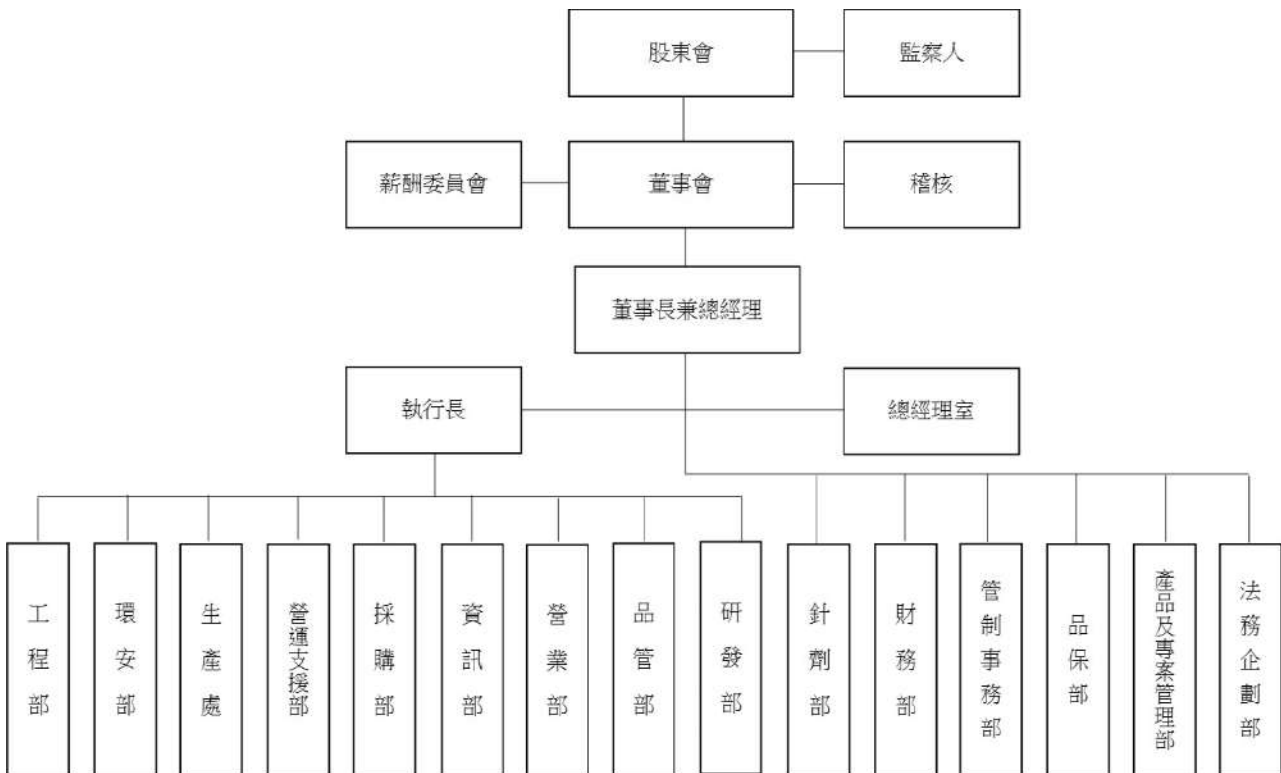 股東會
監察人
薪酬委員會
董事會
稽核
董事長兼總經理
執行長
總經理室
工程部
環安部
生產處
營運支援部
採購部
資訊部
營業部
品管部
研發部
針劑部
財務部
管制事務部
品保部
產品及專案管理部
法務企劃部